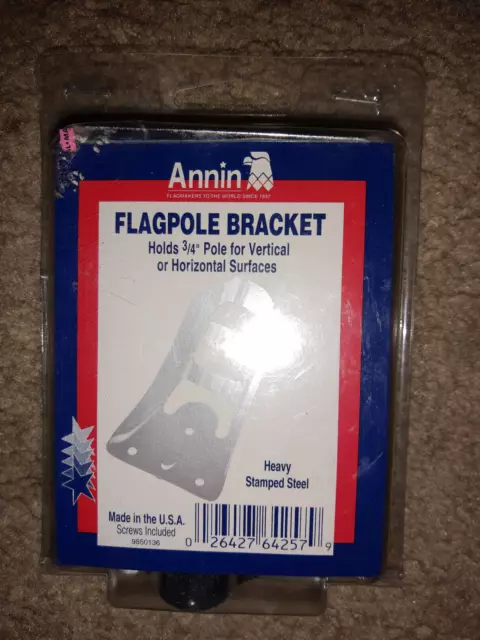 Annin
FLAGMAKERS TO THE WORLD SINCE 1847
FLAGPOLE BRACKET
Holds 3/4" Pole for Vertical
or Horizontal Surfaces
Heavy
Stamped Steel
Made in the U.S.A.
Screws Included
9850136
0 26427 64257 9